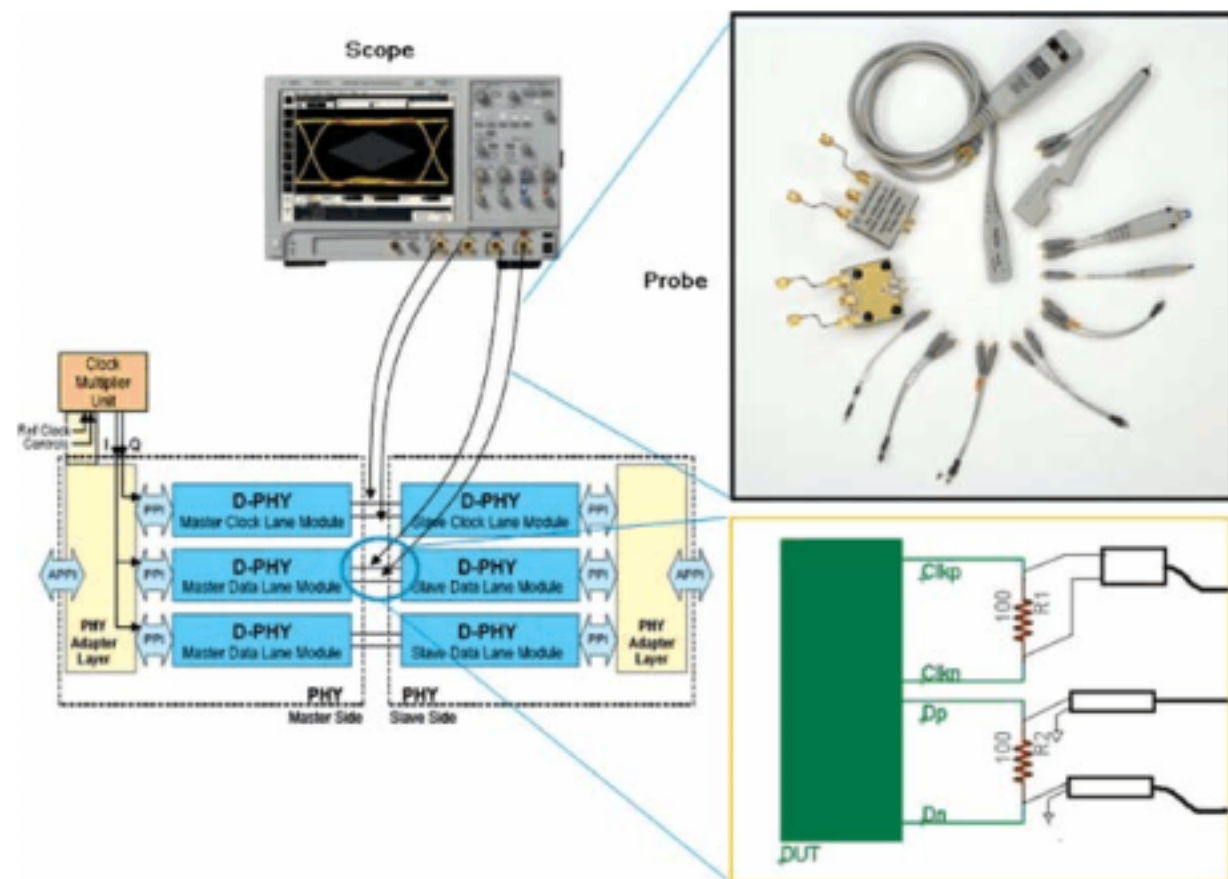 Scope
Probe
Clock
Multiplier
Unit
Ref Clock
Controls
I Q
D-PHY
Master Clock Lane Module
D-PHY
Slave Clock Lane Module
PPI
PPI
APPI
PPI
D-PHY
Master Data Lane Module
D-PHY
Slave Data Lane Module
PPI
APPI
PHY
Adapter
Layer
PPI
D-PHY
Master Data Lane Module
D-PHY
Slave Data Lane Module
PPI
PHY
Adapter
Layer
PHY
Master Side
PHY
Slave Side
Clkp
100
R1
Clkn
Dp
100
R2
Dn
DUT